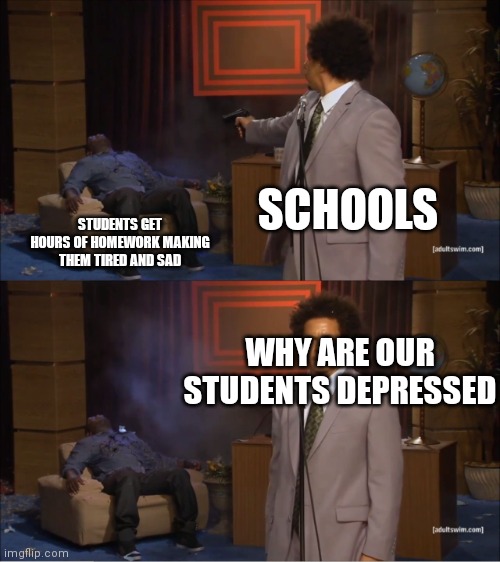 SCHOOLS
STUDENTS GET
HOURS OF HOMEWORK MAKING
THEM TIRED AND SAD
[adultswim.com]
WHY ARE OUR
STUDENTS DEPRESSED
[adultswim.com]
imgflip.com